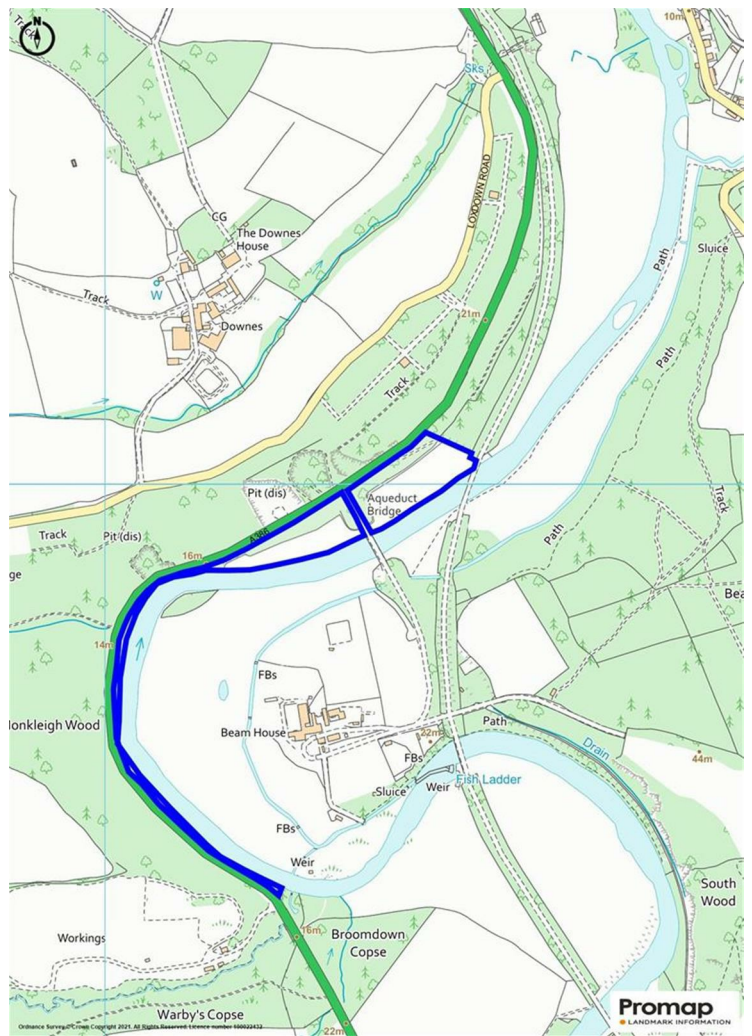 N
Track
10m
Sks
LOXDOWN ROAD
CG
The Downes
House
Sluice
Path
Track
W
Downes
21m
Path
Track
Pit (dis)
Aqueduct
Bridge
A386
Track
Pit (dis)
Path
Track
16m
ge
Bea
14m
FBs
onkleigh Wood
Beam House
Path
22m
FBs
Drain
44m
Fish Ladder
Sluice
Weir
FBs
Weir
South
Wood
Workings
16m
Broomdown
Copse
Warby's Copse
22m
Promap
LANDMARK INFORMATION
Ordnance Survey © Crown Copyright 2021. All Rights Reserved. Licence number 100022432